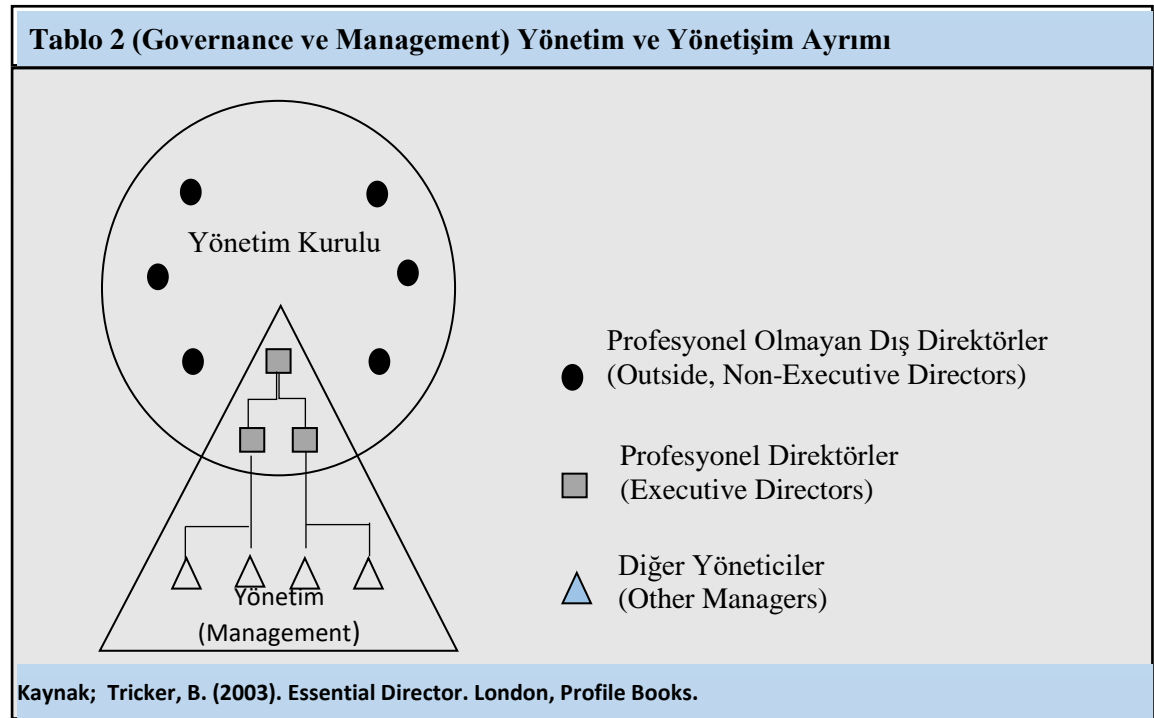 Tablo 2 (Governance ve Management) Yönetim ve Yönetişim Ayrımı
Yönetim Kurulu
Profesyonel Olmayan Dış Direktörler
(Outside, Non-Executive Directors)
Profesyonel Direktörler
(Executive Directors)
Diğer Yöneticiler
(Other Managers)
Yönetim
(Management)
Kaynak; Tricker, B. (2003). Essential Director. London, Profile Books.